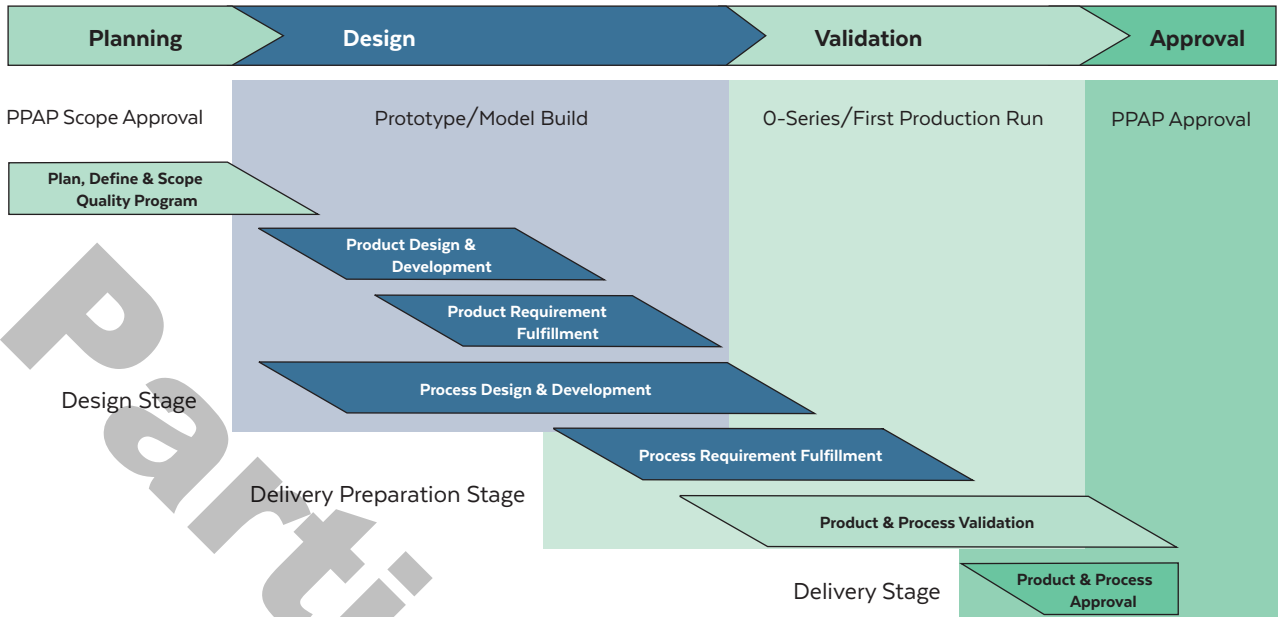 Planning
Design
Validation
Approval
PPAP Scope Approval
Prototype/Model Build
0-Series/First Production Run
PPAP Approval
Plan, Define & Scope
Quality Program
Product Design &
Development
Product Requirement
Fulfillment
Process Design & Development
Design Stage
Process Requirement Fulfillment
Delivery Preparation Stage
Product & Process Validation
Delivery Stage
Product & Process
Approval
Parti